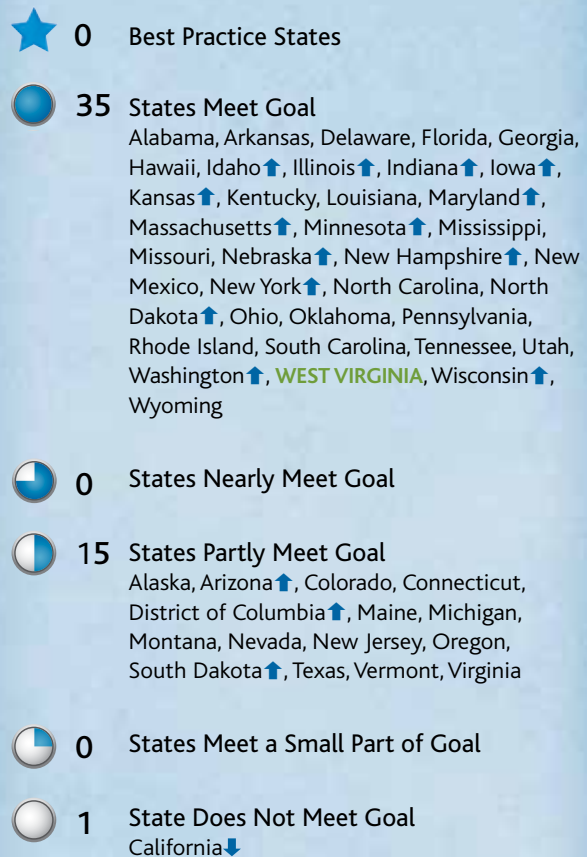 0 Best Practice States
35 States Meet Goal
Alabama, Arkansas, Delaware, Florida, Georgia,
Hawaii, Idaho⬆, Illinois⬆, Indiana⬆, Iowa⬆,
Kansas⬆, Kentucky, Louisiana, Maryland⬆,
Massachusetts⬆, Minnesota⬆, Mississippi,
Missouri, Nebraska⬆, New Hampshire⬆, New
Mexico, New York⬆, North Carolina, North
Dakota⬆, Ohio, Oklahoma, Pennsylvania,
Rhode Island, South Carolina, Tennessee, Utah,
Washington⬆, WEST VIRGINIA, Wisconsin⬆,
Wyoming
0 States Nearly Meet Goal
15 States Partly Meet Goal
Alaska, Arizona⬆, Colorado, Connecticut,
District of Columbia⬆, Maine, Michigan,
Montana, Nevada, New Jersey, Oregon,
South Dakota⬆, Texas, Vermont, Virginia
0 States Meet a Small Part of Goal
1 State Does Not Meet Goal
California⬇